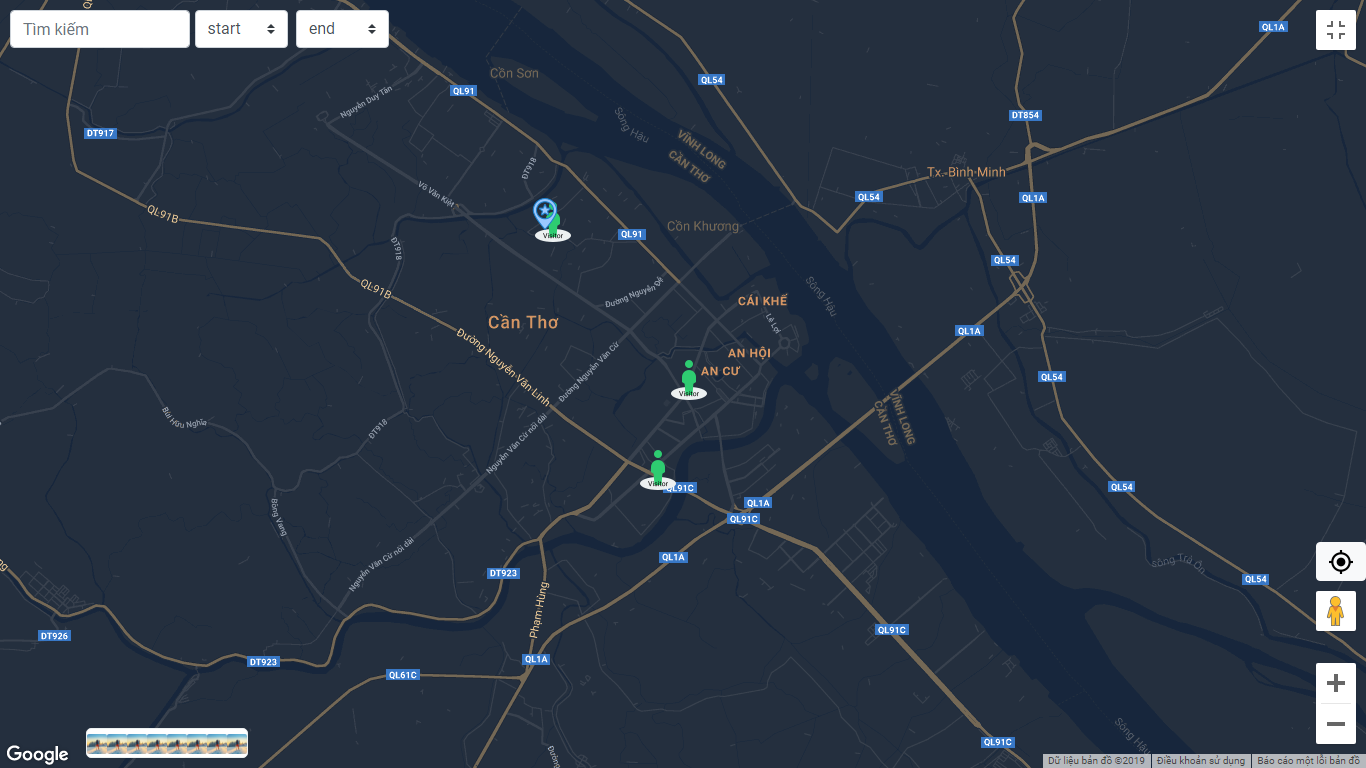 Tìm kiếm
start
end
QL1A
Cồn Sơn
QL54
QL91
Nguyễn Duy Tân
Sông Hậu
DT854
DT917
VĨNH LONG
CẦN THƠ
ĐT918
Tx. Bình Minh
Võ Văn Kiệt
QL54
QL1A
QL91B
Cồn Khương
Visitor
QL91
ĐT918
QL54
QL91B
Đường Nguyễn Đệ
Sông Hậu
CÁI KHẾ
Lê Lợi
Cần Thơ
QL1A
Đường Nguyễn Văn Linh
Đường Nguyễn Văn Cừ
AN HỘI
AN CƯ
QL54
Visitor
VĨNH LONG
CẦN THƠ
Bùi Hữu Nghĩa
ĐT918
Nguyễn Văn Cừ nối dài
Visitor
QL91C
QL54
QL1A
Bông Vang
QL91C
QL1A
Nguyễn Văn Cừ nối dài
Sông Trà Ôn
DT923
QL54
Phạm Hùng
QL91C
DT926
DT923
QL1A
QL61C
Sông Hậu
QL91C
Google
Dữ liệu bản đồ ©2019
Điều khoản sử dụng
Báo cáo một lỗi bản đồ